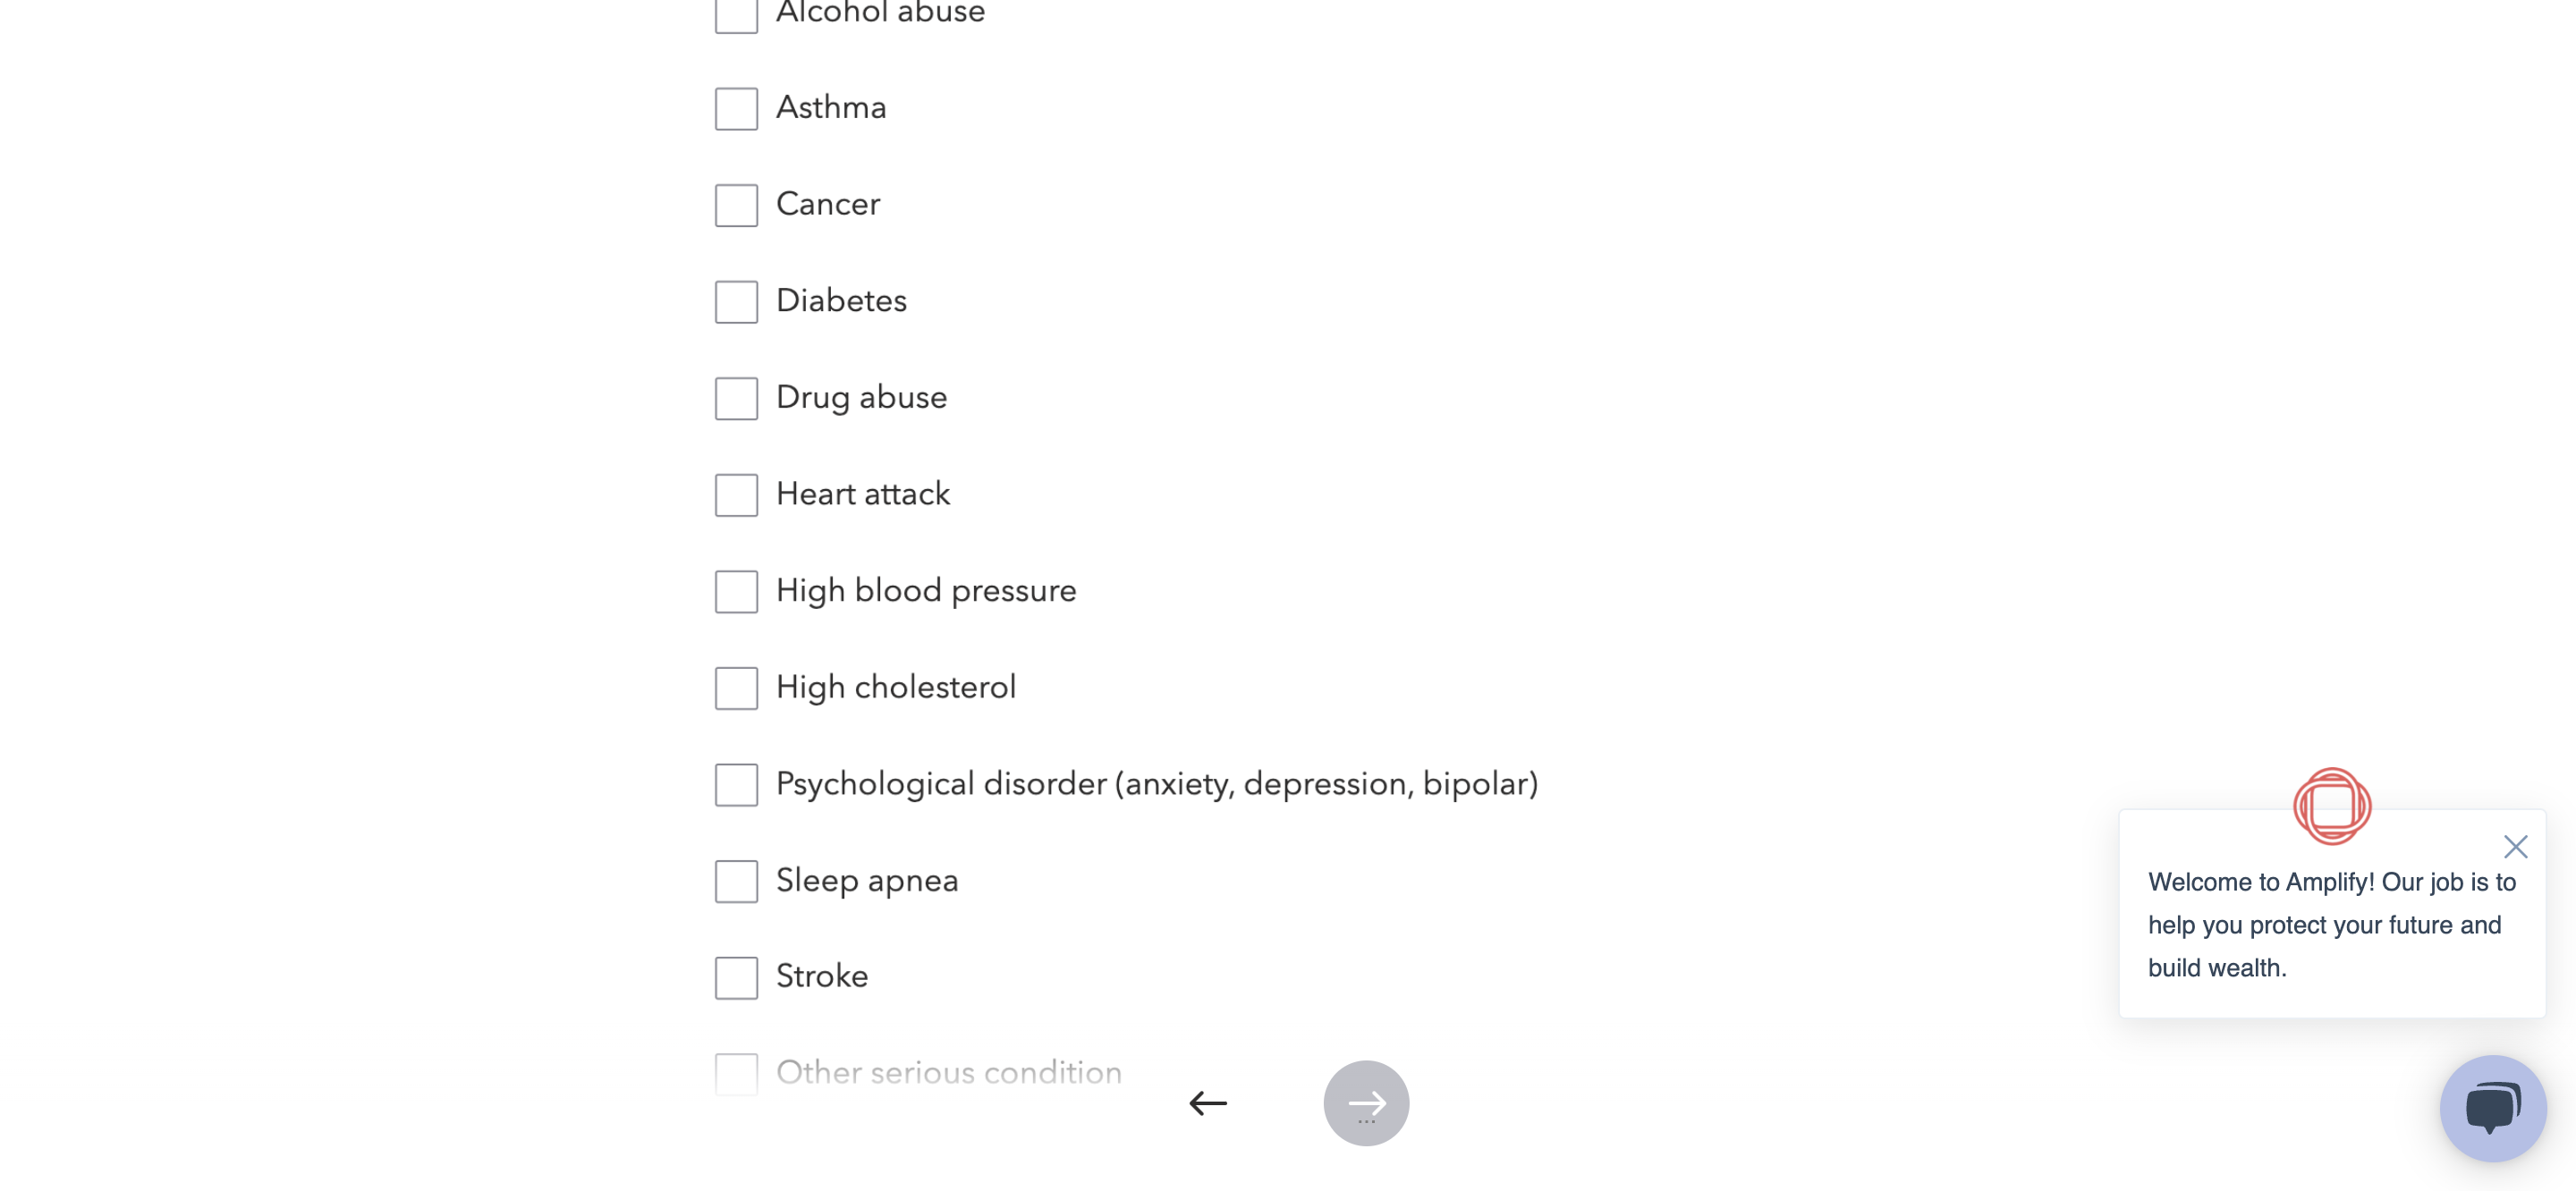 Alcohol abuse
Asthma
Cancer
Diabetes
Drug abuse
Heart attack
High blood pressure
High cholesterol
Psychological disorder (anxiety, depression, bipolar)
Sleep apnea
Stroke
Other serious condition
Welcome to Amplify! Our job is to
help you protect your future and
build wealth.